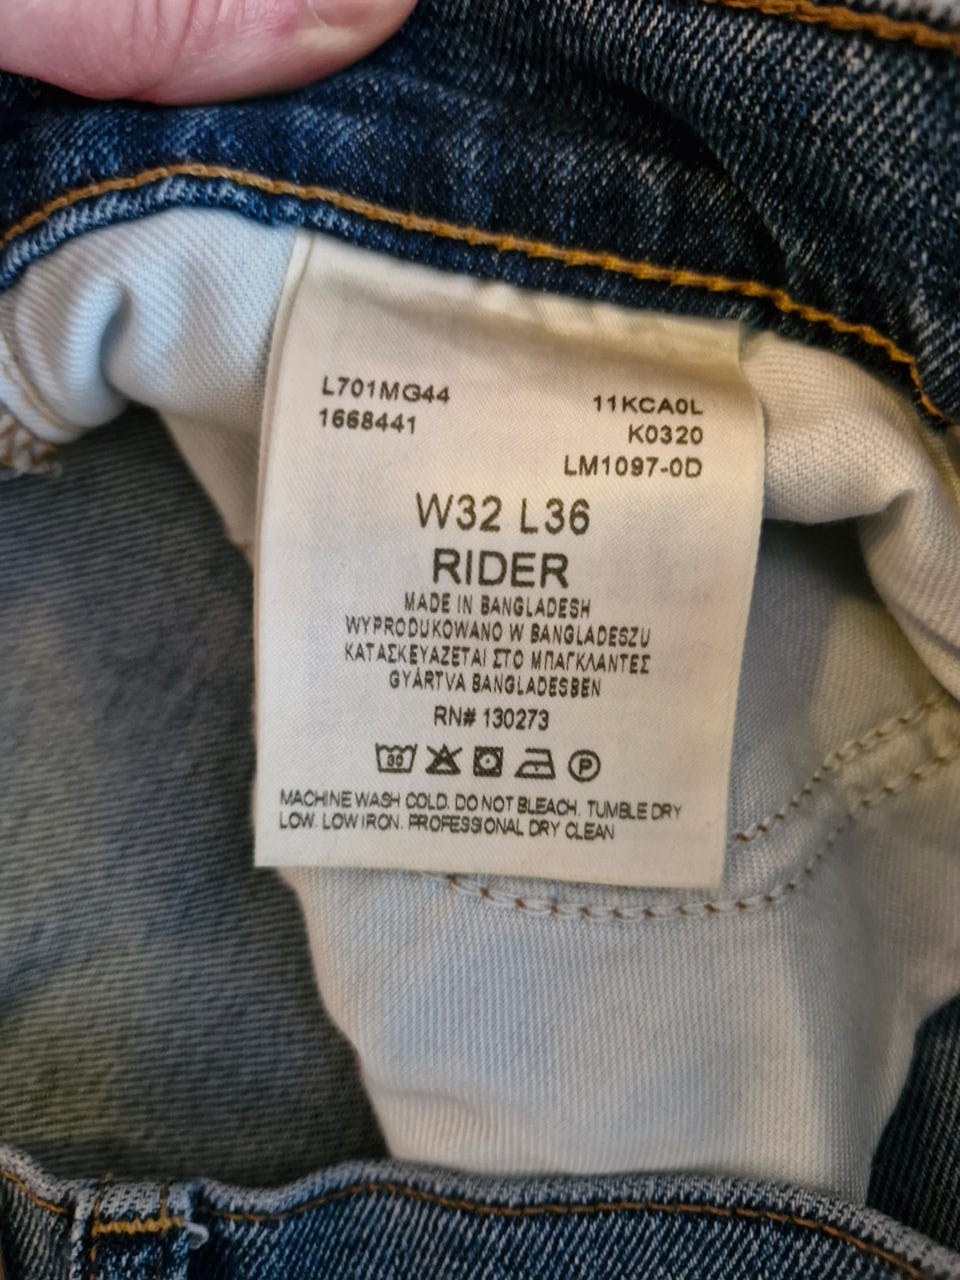 L701MG44
1668441
11KCA0L
K0320
LM1097-0D
W32 L36
RIDER
MADE IN BANGLADESH
WYPRODUKOWANO W BANGLADESZU
ΚΑΤΑΣΚΕΥΑΖΕΤΑΙ ΣΤΟ ΜΠΑΓΚΛΑΝΤΕΣ
GYÁRTVA BANGLADESBEN
RN# 130273
30 P
MACHINE WASH COLD. DO NOT BLEACH. TUMBLE DRY
LOW. LOW IRON. PROFESSIONAL DRY CLEAN